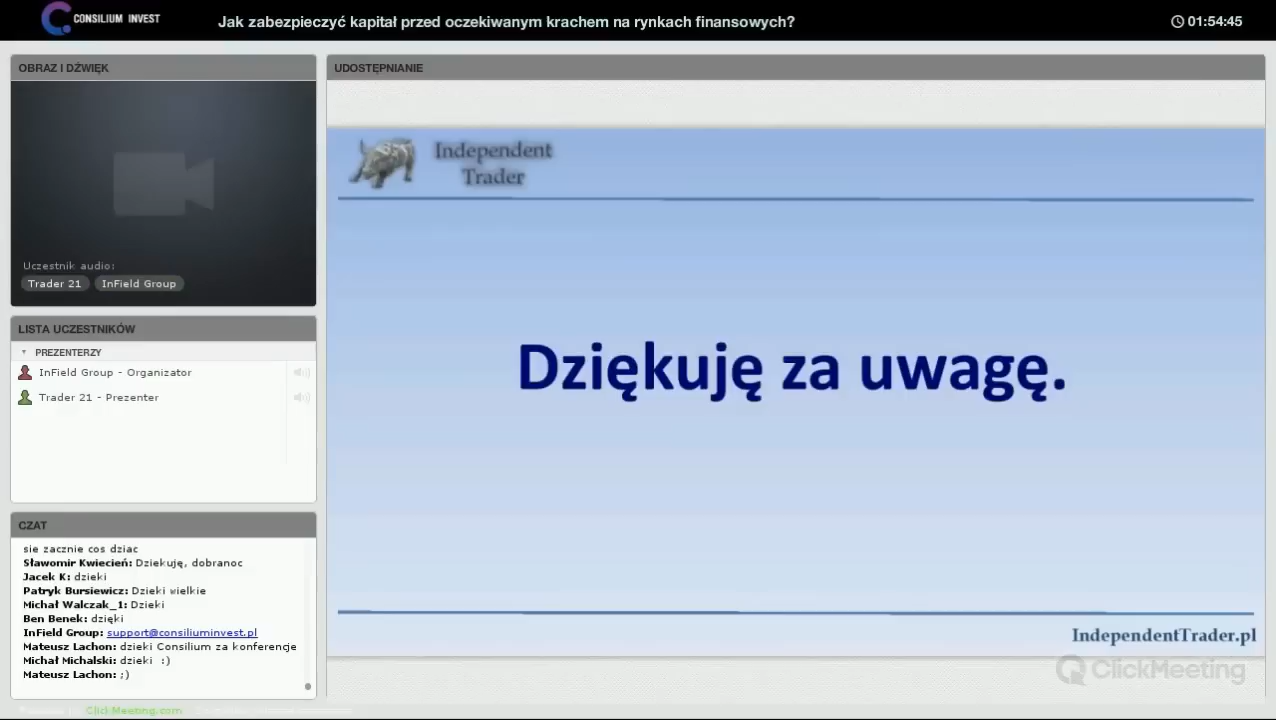 CONSILIUM INVEST
Jak zabezpieczyć kapitał przed oczekiwanym krachem na rynkach finansowych?
01:54:45
OBRAZ I DŹWIĘK
Uczestnik audio:
Trader 21
InField Group
LISTA UCZESTNIKÓW
PREZENTERZY
InField Group - Organizator
Trader 21 - Prezenter
CZAT
sie zacznie cos dziac
Sławomir Kwiecień: Dziekuję, dobranoc
Jacek K: dzieki
Patryk Bursiewicz: Dzieki wielkie
Michał Walczak_1: Dzieki
Ben Benek: dzięki
InField Group: support@consiliuminvest.pl
Mateusz Lachon: dzieki Consilium za konferencje
Michał Michalski: dzieki :)
Mateusz Lachon: ;)
ClickMeeting.com
UDOSTĘPNIANIE
Independent
Trader
Dziękuję za uwagę.
IndependentTrader.pl
ClickMeeting